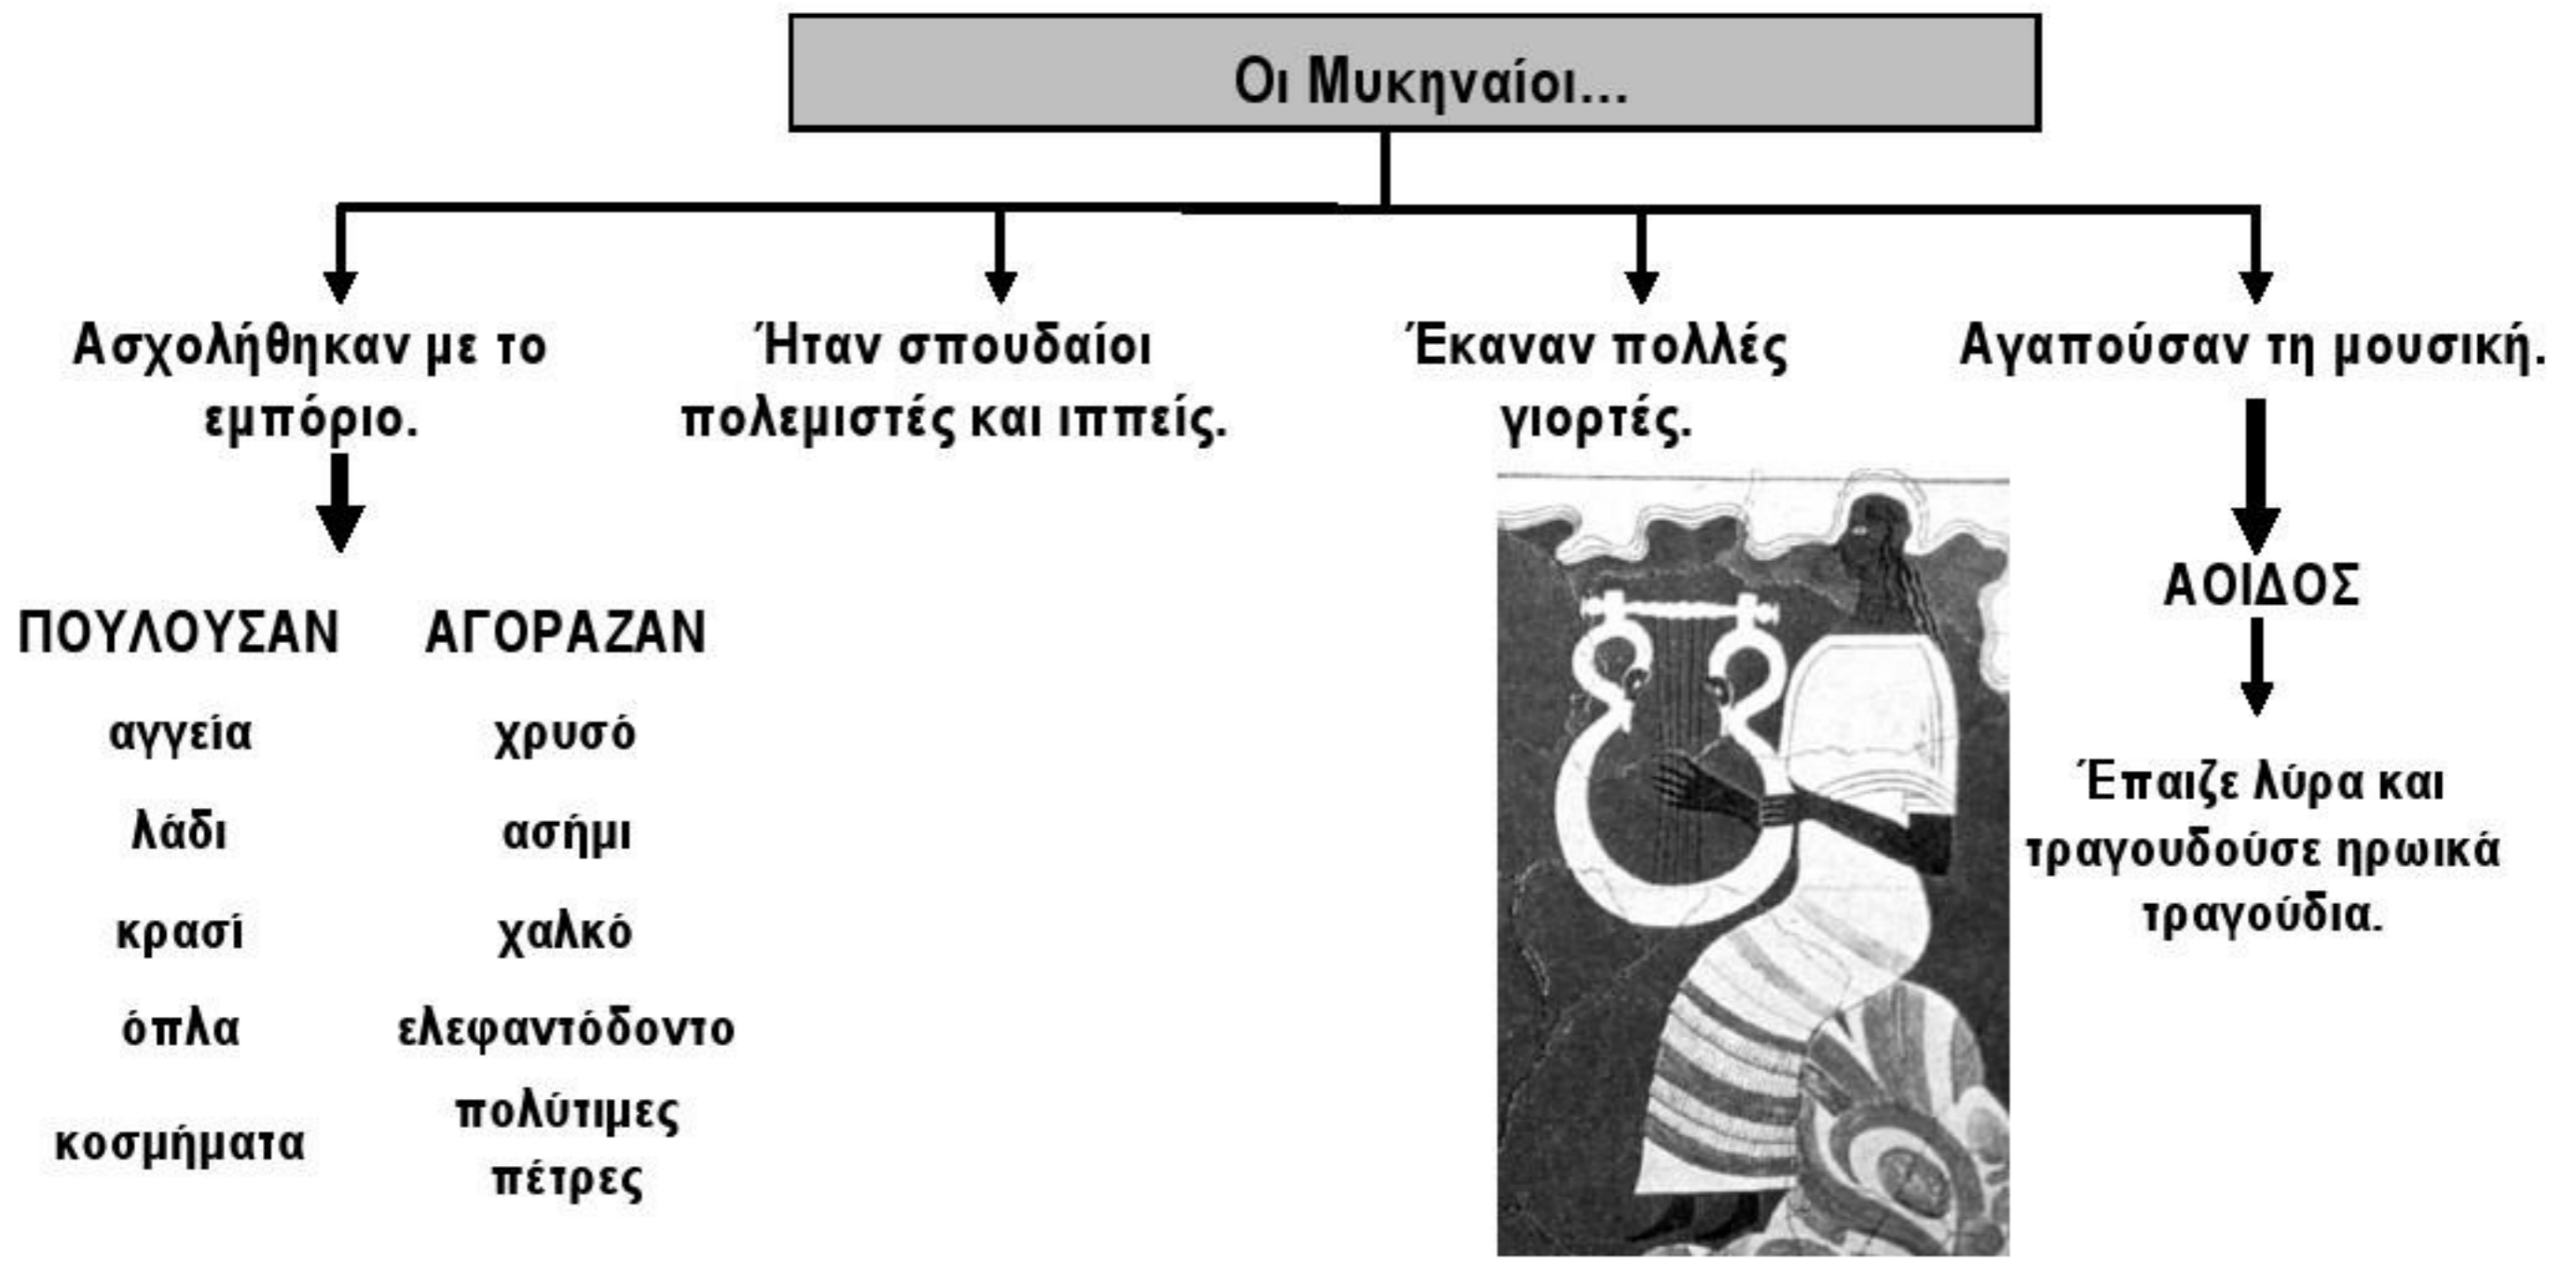 Οι Μυκηναίοι...
Ασχολήθηκαν με το
εμπόριο.
Ήταν σπουδαίοι
πολεμιστές και ιππείς.
Έκαναν πολλές
γιορτές.
Αγαπούσαν τη μουσική.
ΠΟΥΛΟΥΣΑΝ
αγγεία
λάδι
κρασί
όπλα
κοσμήματα
ΑΓΟΡΑΖΑΝ
χρυσό
ασήμι
χαλκό
ελεφαντόδοντο
πολύτιμες
πέτρες
ΑΟΙΔΟΣ
Έπαιζε λύρα και
τραγουδούσε ηρωικά
τραγούδια.